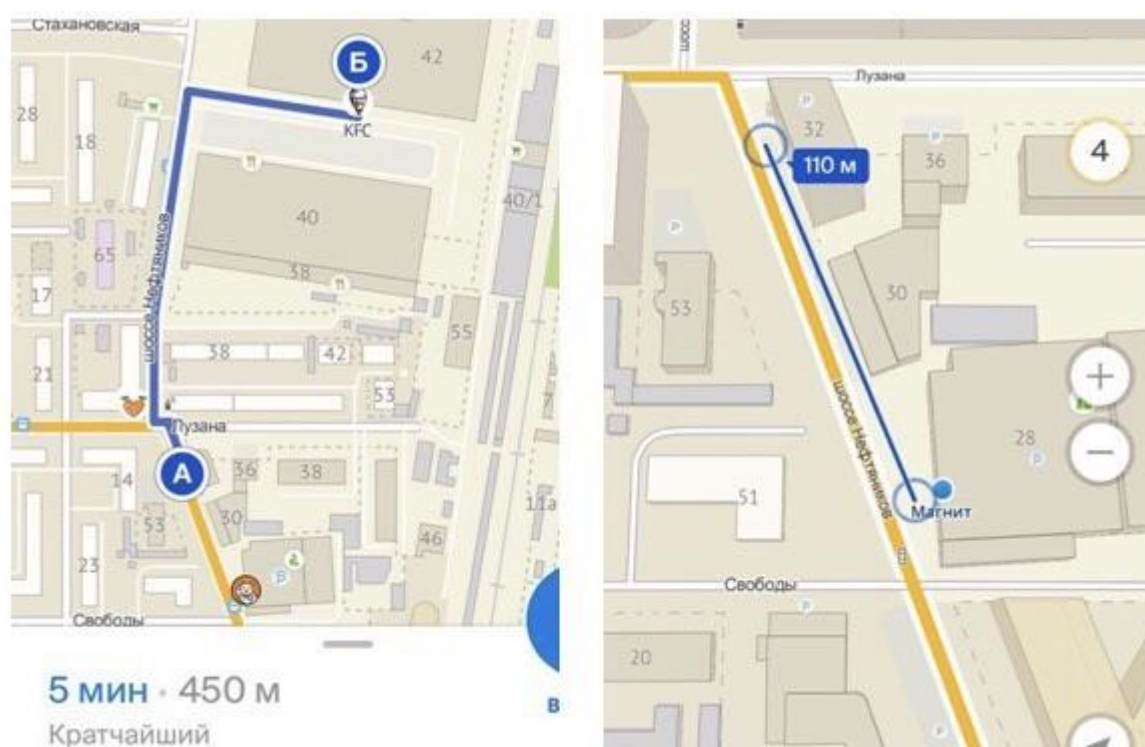 Стахановская
Б
42
KFC
28
18
40/1
40
65
38
17
шоссе Нефтяников
55
38
42
21
53
Лузана
А
14
36
38
30
53
11а
46
23
Р
Свободы
5 мин · 450 м
Кратчайший
В
шоссе
Лузана
Р
32
4
110 м
Р
36
Р
30
53
шоссе Нефтяников
28
Р
51
Магнит
Свободы
Р
20
Р